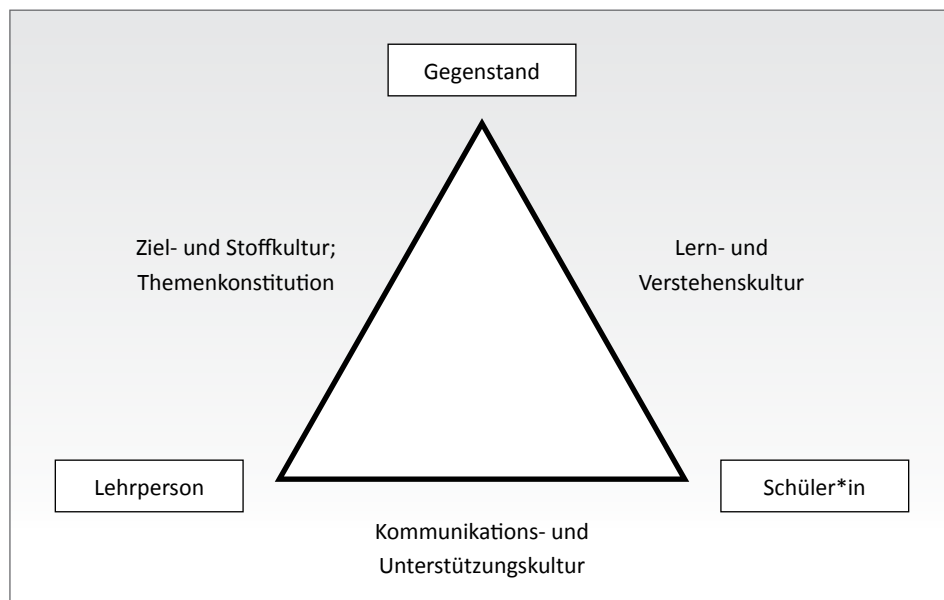 Gegenstand
Ziel- und Stoffkultur;
Themenkonstitution
Lern- und
Verstehenskultur
Lehrperson
Schüler*in
Kommunikations- und
Unterstützungskultur